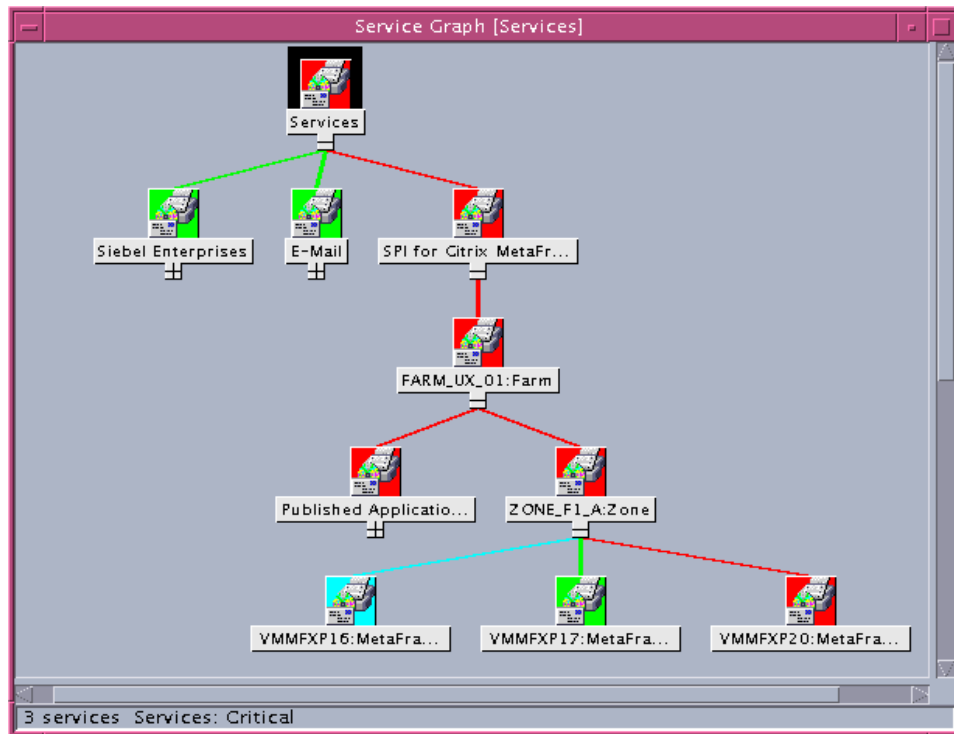 Service Graph [Services]
Services
Siebel Enterprises
E-Mail
SPI for Citrix MetaFr...
FARM_UX_01:Farm
Published Applicatio...
ZONE_F1_A:Zone
VMMFXP16:MetaFra...
VMMFXP17:MetaFra...
VMMFXP20:MetaFra...
3 services Services: Critical